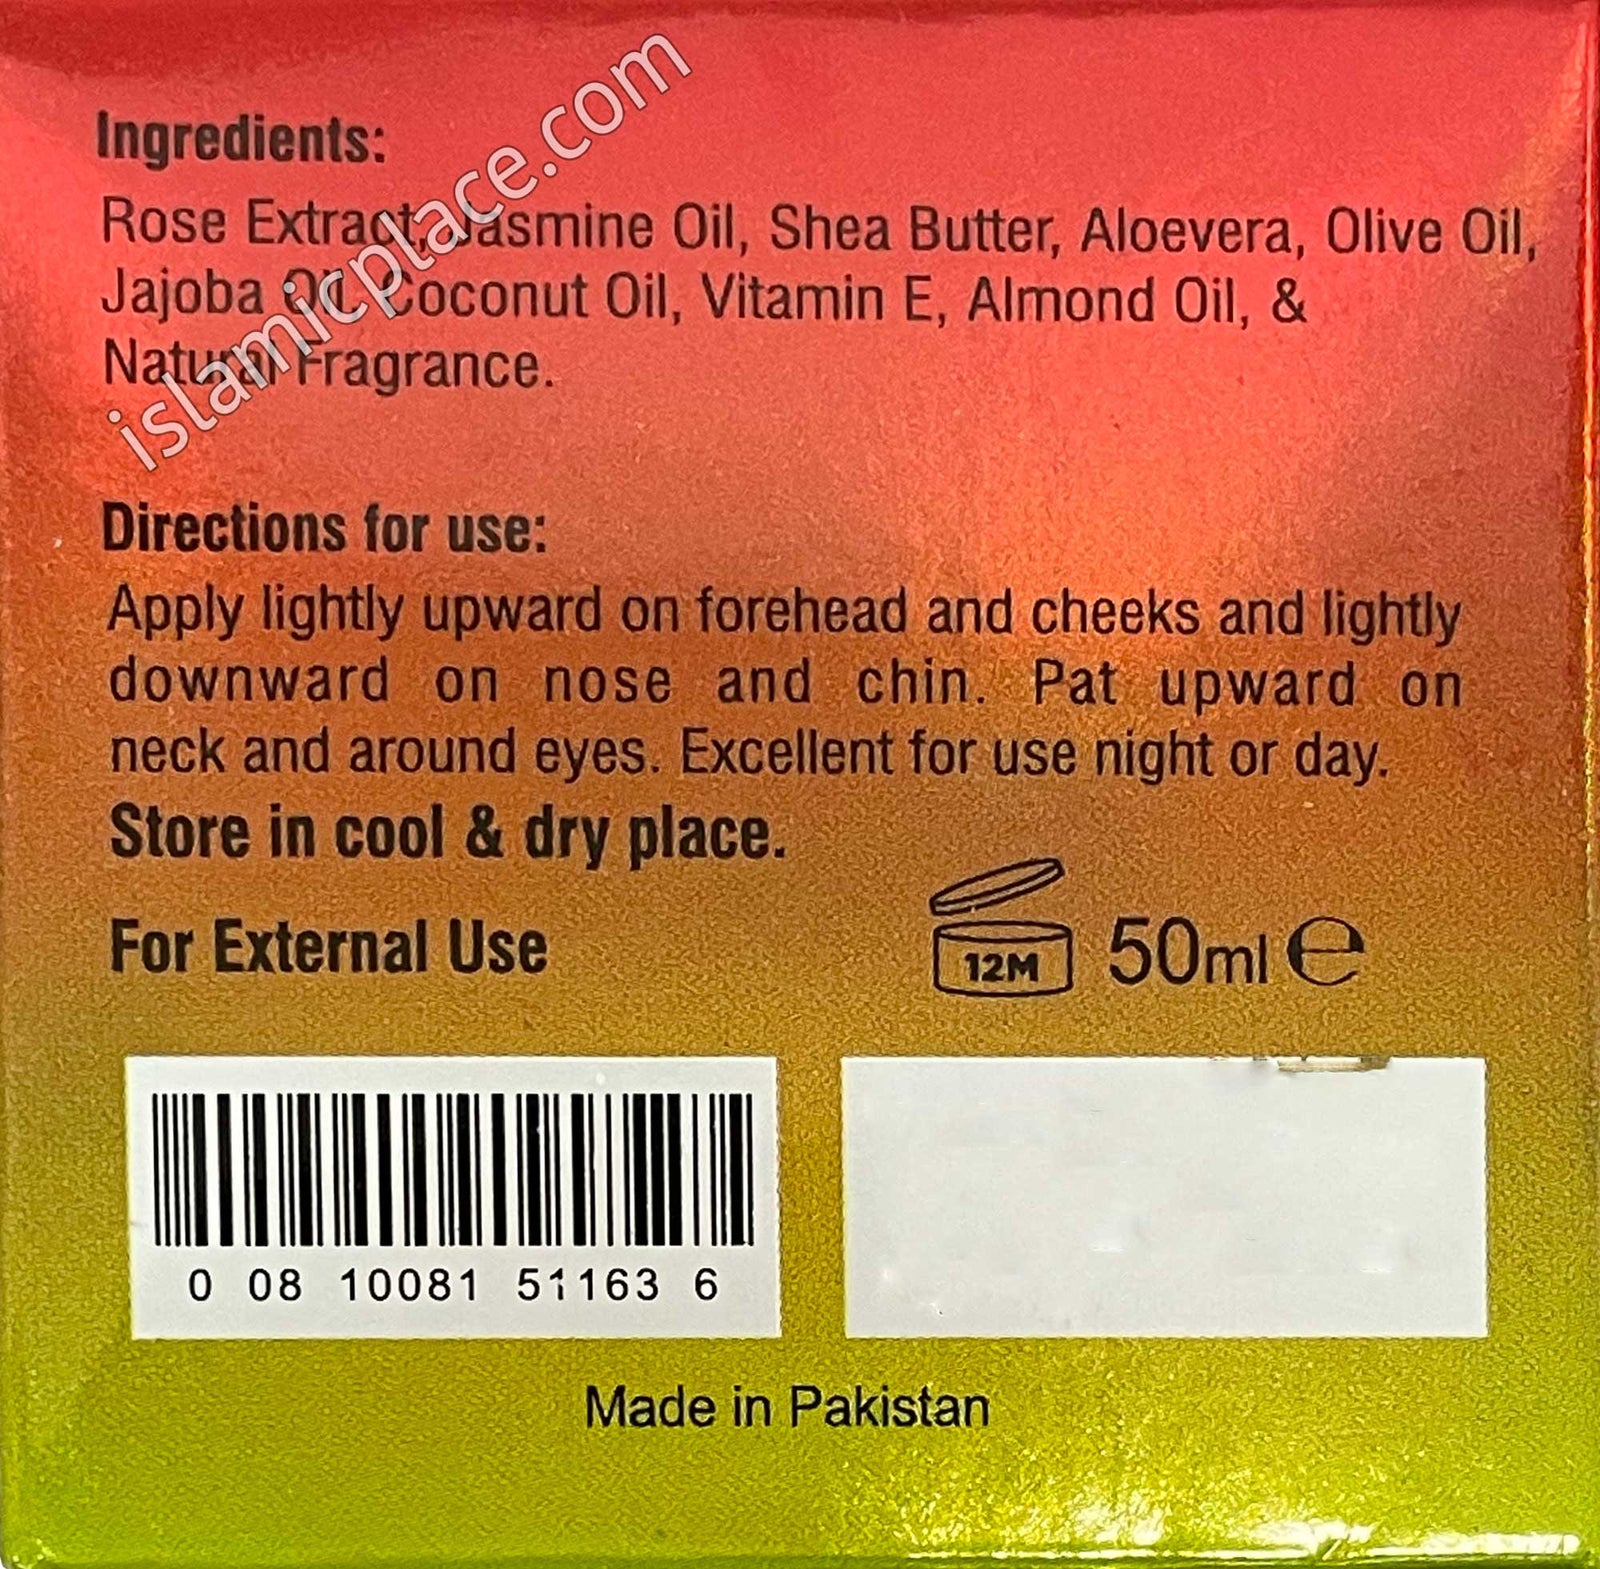 Ingredients:
Rose Extract, Jasmine Oil, Shea Butter, Aloevera, Olive Oil,
Jajoba Oil, Coconut Oil, Vitamin E, Almond Oil, &
Natural Fragrance.
islamicplace.com
Directions for use:
Apply lightly upward on forehead and cheeks and lightly
downward on nose and chin. Pat upward on
neck and around eyes. Excellent for use night or day.
Store in cool & dry place.
For External Use
12M 50ml e
0 08 10081 51163 6
Made in Pakistan